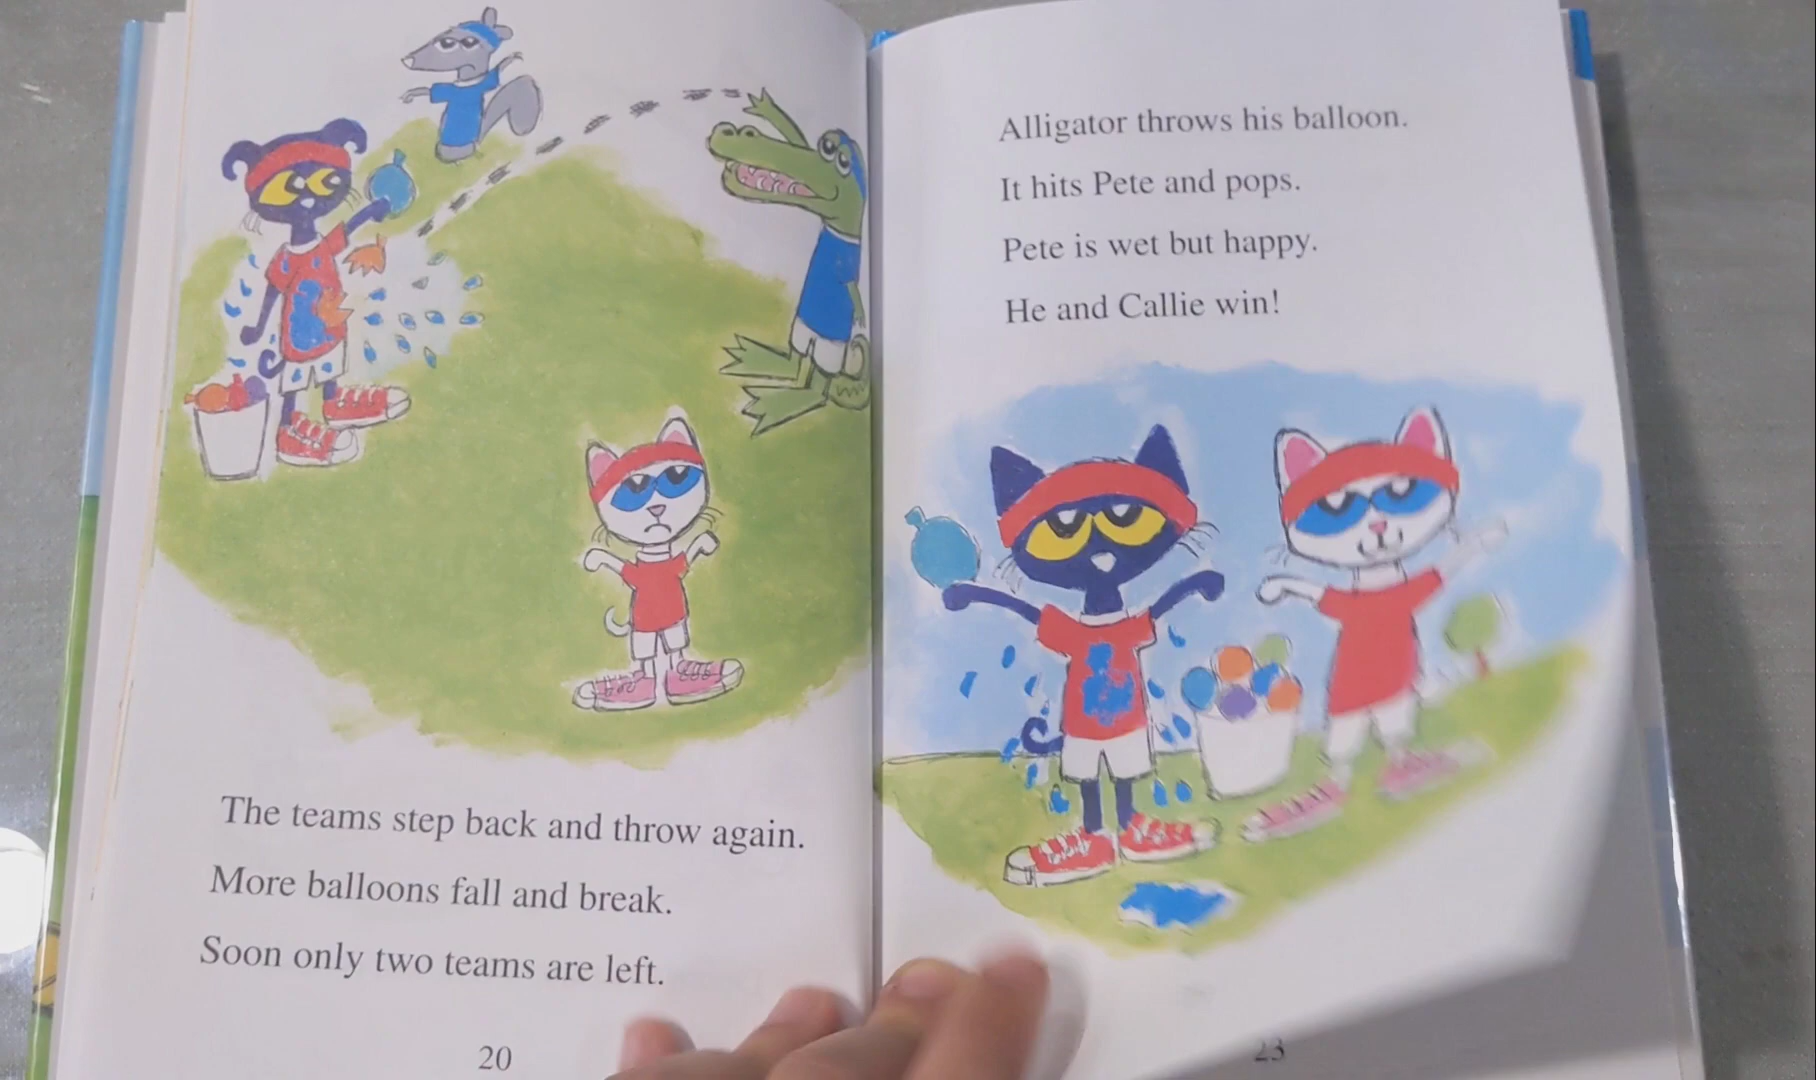 The teams step back and throw again.
More balloons fall and break.
Soon only two teams are left.
20
Alligator throws his balloon.
It hits Pete and pops.
Pete is wet but happy.
He and Callie win!
23